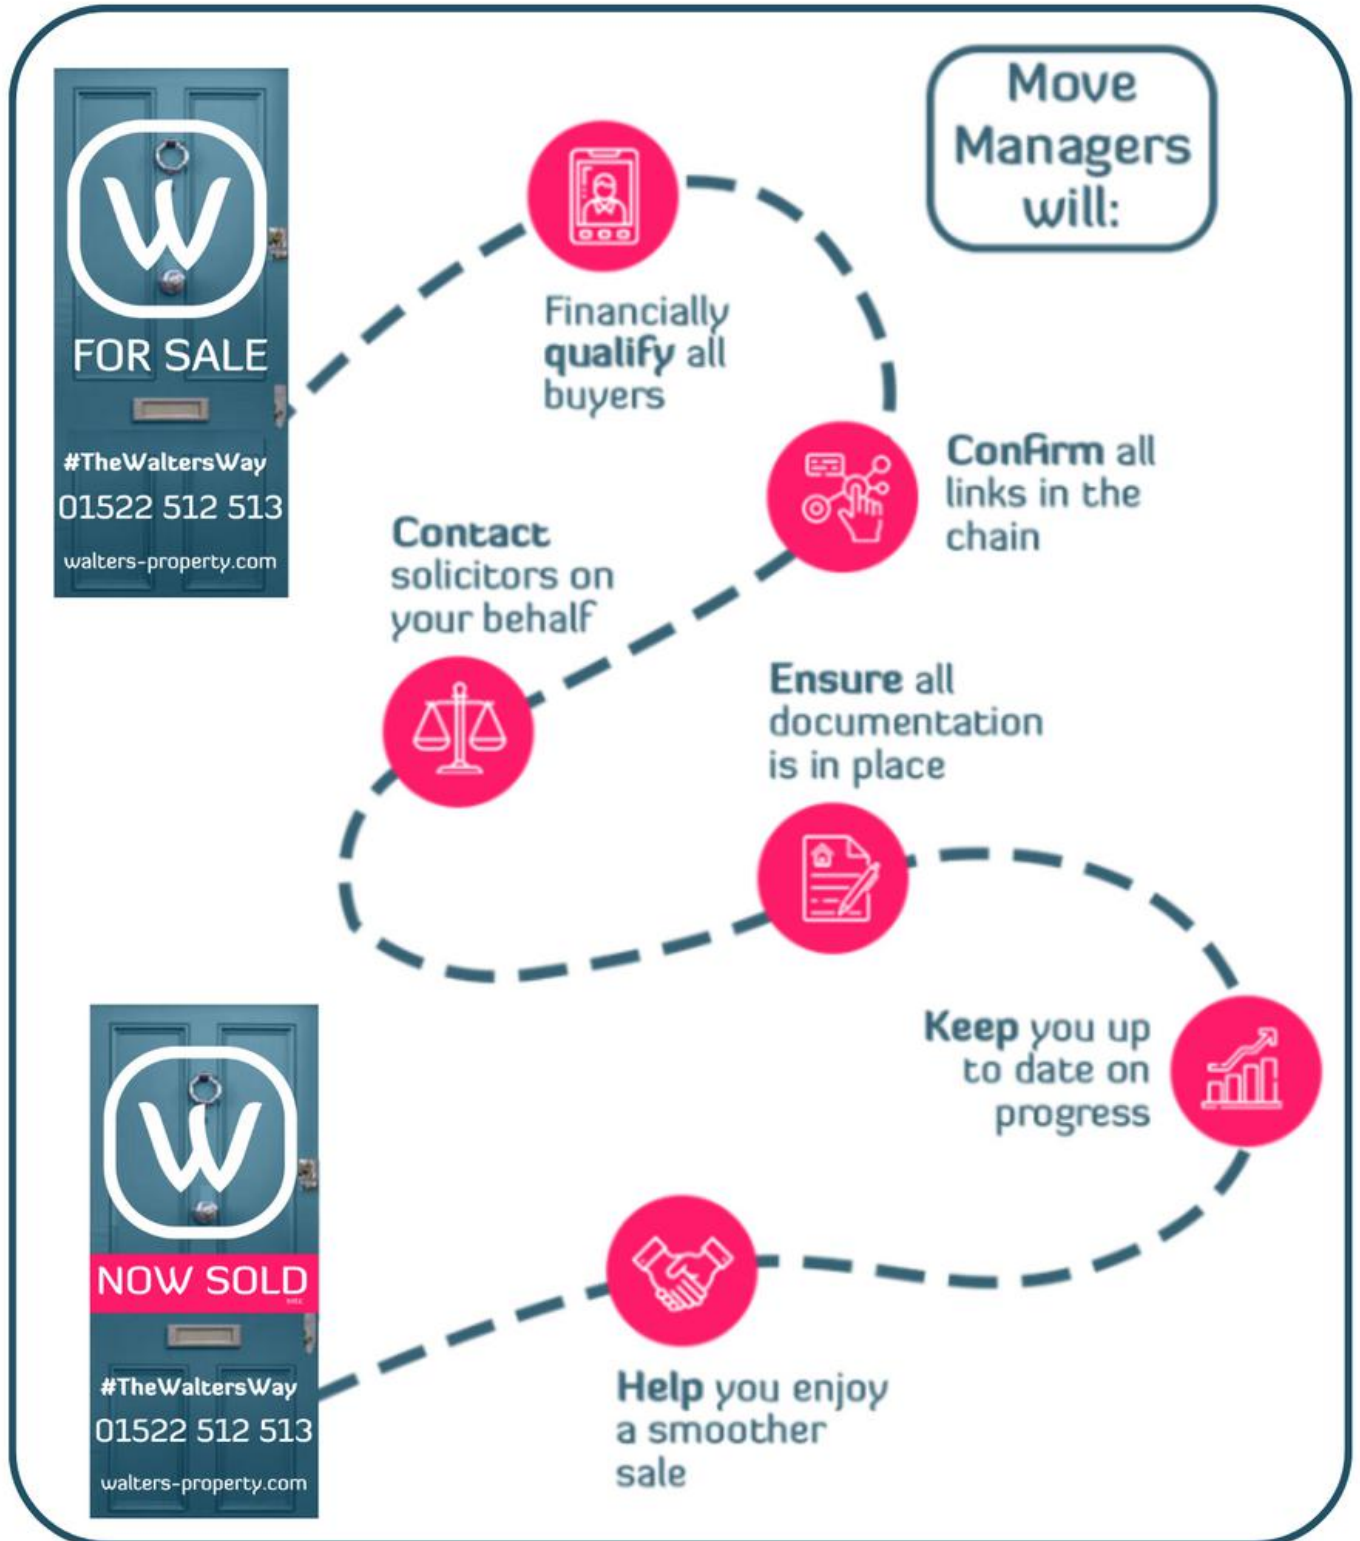 Move
Managers
will:
W
FOR SALE
#TheWaltersWay
01522 512 513
walters-property.com
Financially
qualify all
buyers
Confirm all
links in the
chain
Contact
solicitors on
your behalf
Ensure all
documentation
is in place
Keep you up
to date on
progress
Help you enjoy
a smoother
sale
W
NOW SOLD
#TheWaltersWay
01522 512 513
walters-property.com